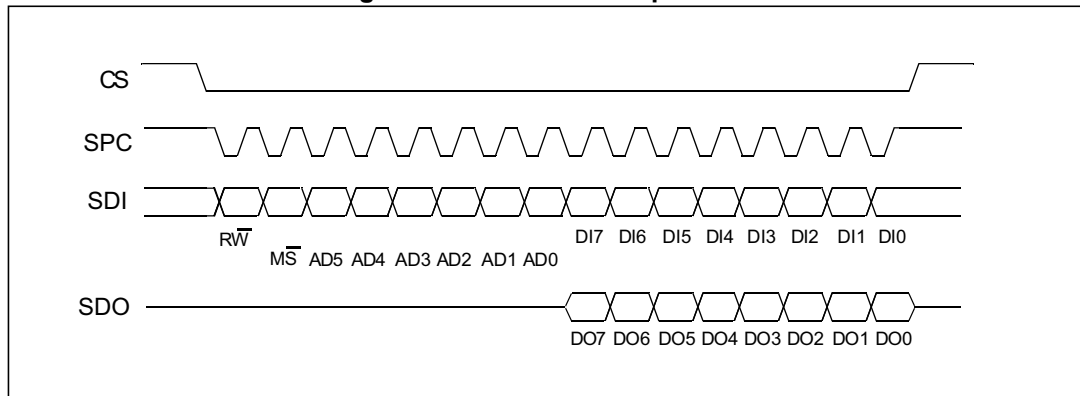 CS
SPC
SDI
RW̅
DI7 DI6 DI5 DI4 DI3 DI2 DI1 DI0
MS̅ AD5 AD4 AD3 AD2 AD1 AD0
SDO
DO7 DO6 DO5 DO4 DO3 DO2 DO1 DO0